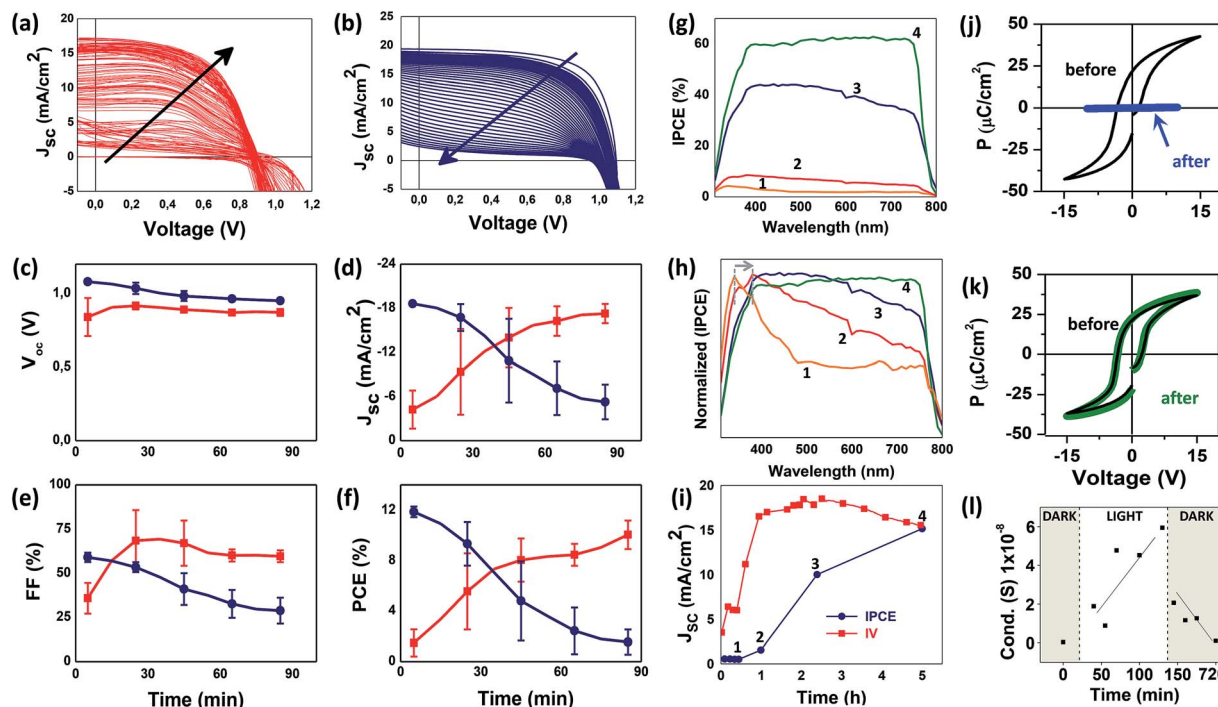 (a)
J_SC (mA/cm²)
20
15
10
5
0
-5
0,0 0,2 0,4 0,6 0,8 1,0 1,2
Voltage (V)
(b)
J_SC (mA/cm²)
25
20
15
10
5
0
-5
0,0 0,2 0,4 0,6 0,8 1,0 1,2
Voltage (V)
(g)
IPCE (%)
60
40
20
0
4
3
2
1
400 500 600 700 800
Wavelength (nm)
(j)
P (μC/cm²)
50
25
0
-25
-50
before
after
-15 0 15
(c)
V_oc (V)
1,0
0,5
0,0
0 30 60 90
(d)
J_SC (mA/cm²)
-24
-18
-12
-6
0
0 30 60 90
(h)
Normalized (IPCE)
4
3
2
1
400 500 600 700 800
Wavelength (nm)
(k)
P (μC/cm²)
50
25
0
-25
-50
before
after
-15 0 15
Voltage (V)
(e)
FF (%)
100
75
50
25
0
0 30 60 90
Time (min)
(f)
PCE (%)
12
8
4
0
0 30 60 90
Time (min)
(i)
J_SC (mA/cm²)
20
15
10
5
0
1
2
3
4
IPCE
IV
0 1 2 3 4 5
Time (h)
(l)
DARK LIGHT DARK
Cond. (S) 1x10⁻⁸
6
4
2
0
0 50 100 150 720
Time (min)